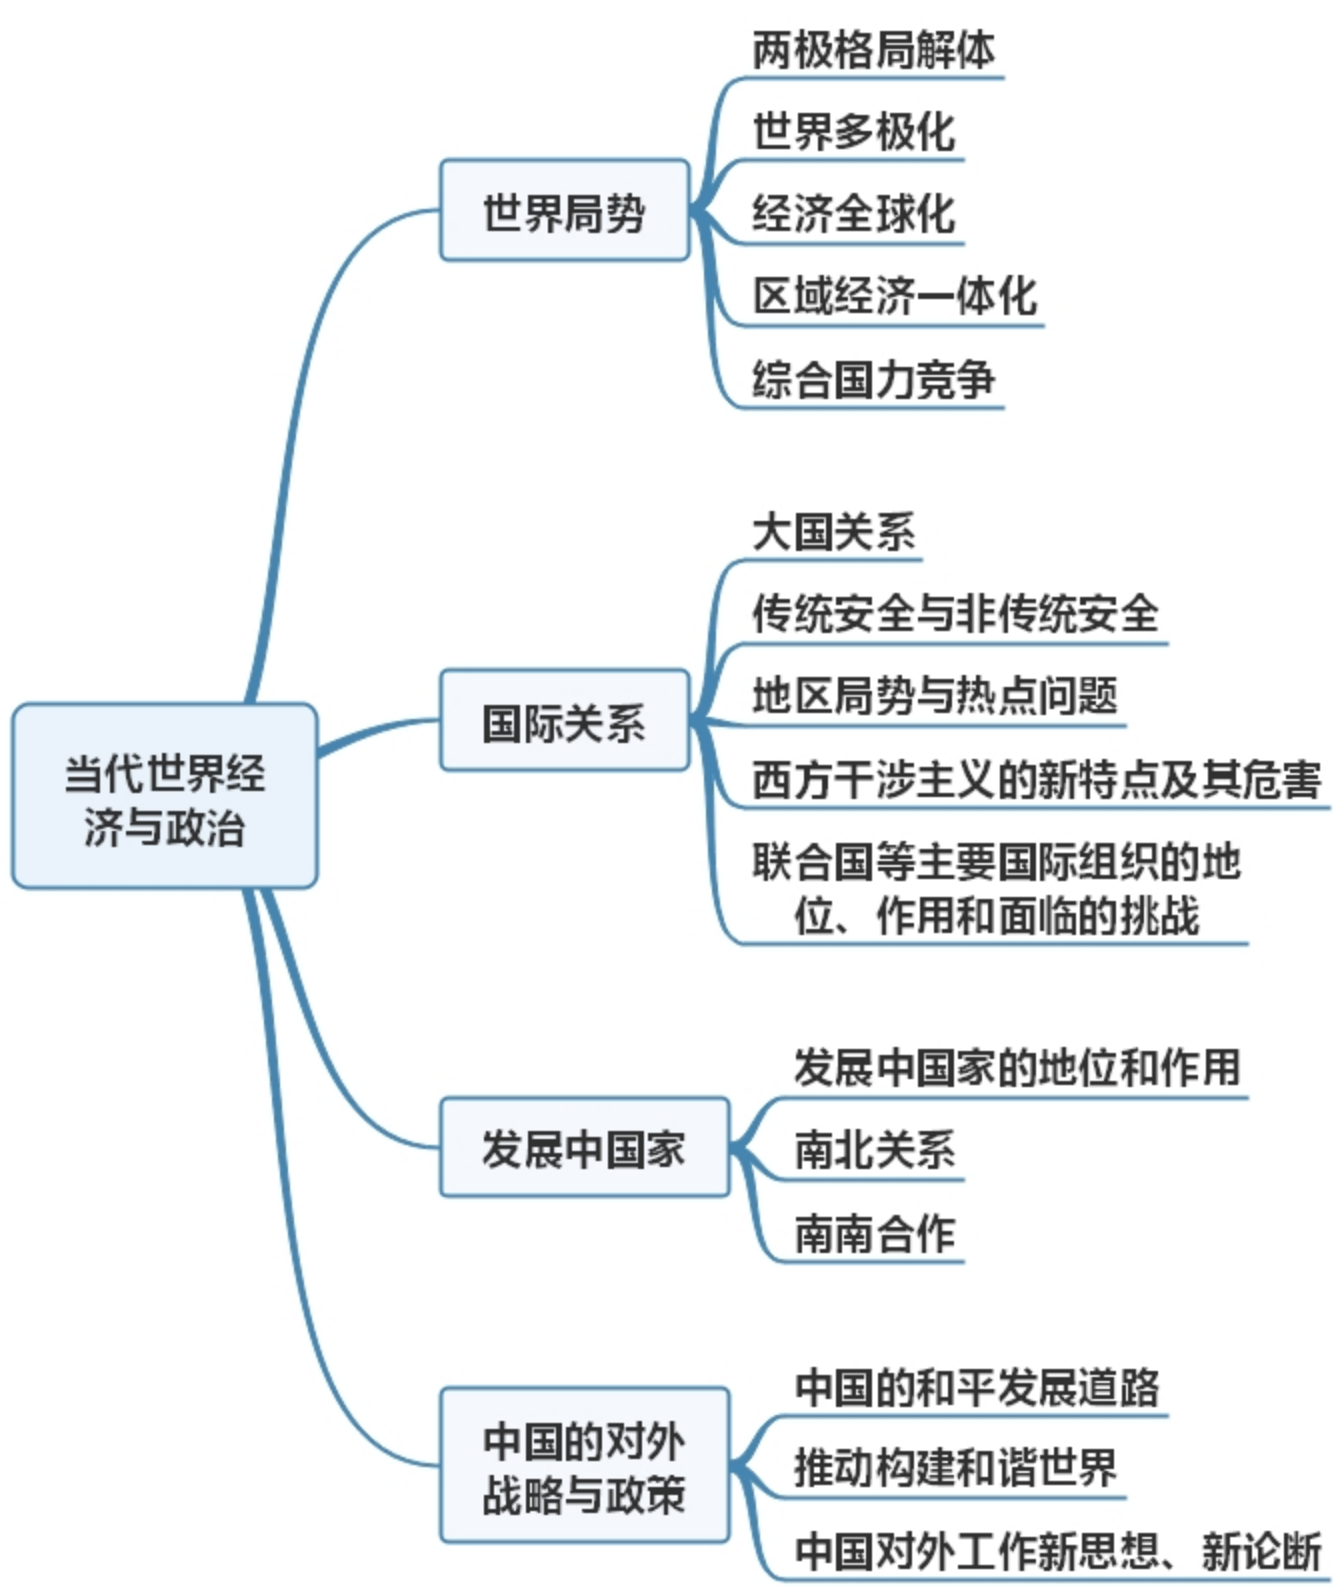 当代世界经
济与政治
世界局势
两极格局解体
世界多极化
经济全球化
区域经济一体化
综合国力竞争
国际关系
大国关系
传统安全与非传统安全
地区局势与热点问题
西方干涉主义的新特点及其危害
联合国等主要国际组织的地
位、作用和面临的挑战
发展中国家
发展中国家的地位和作用
南北关系
南南合作
中国的对外
战略与政策
中国的和平发展道路
推动构建和谐世界
中国对外工作新思想、新论断